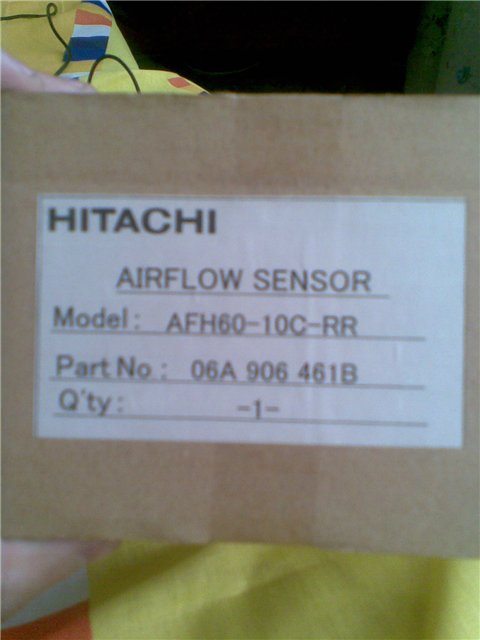 HITACHI
AIRFLOW SENSOR
Model: AFH60-10C-RR
Part No: 06A 906 461B
Q'ty: -1-